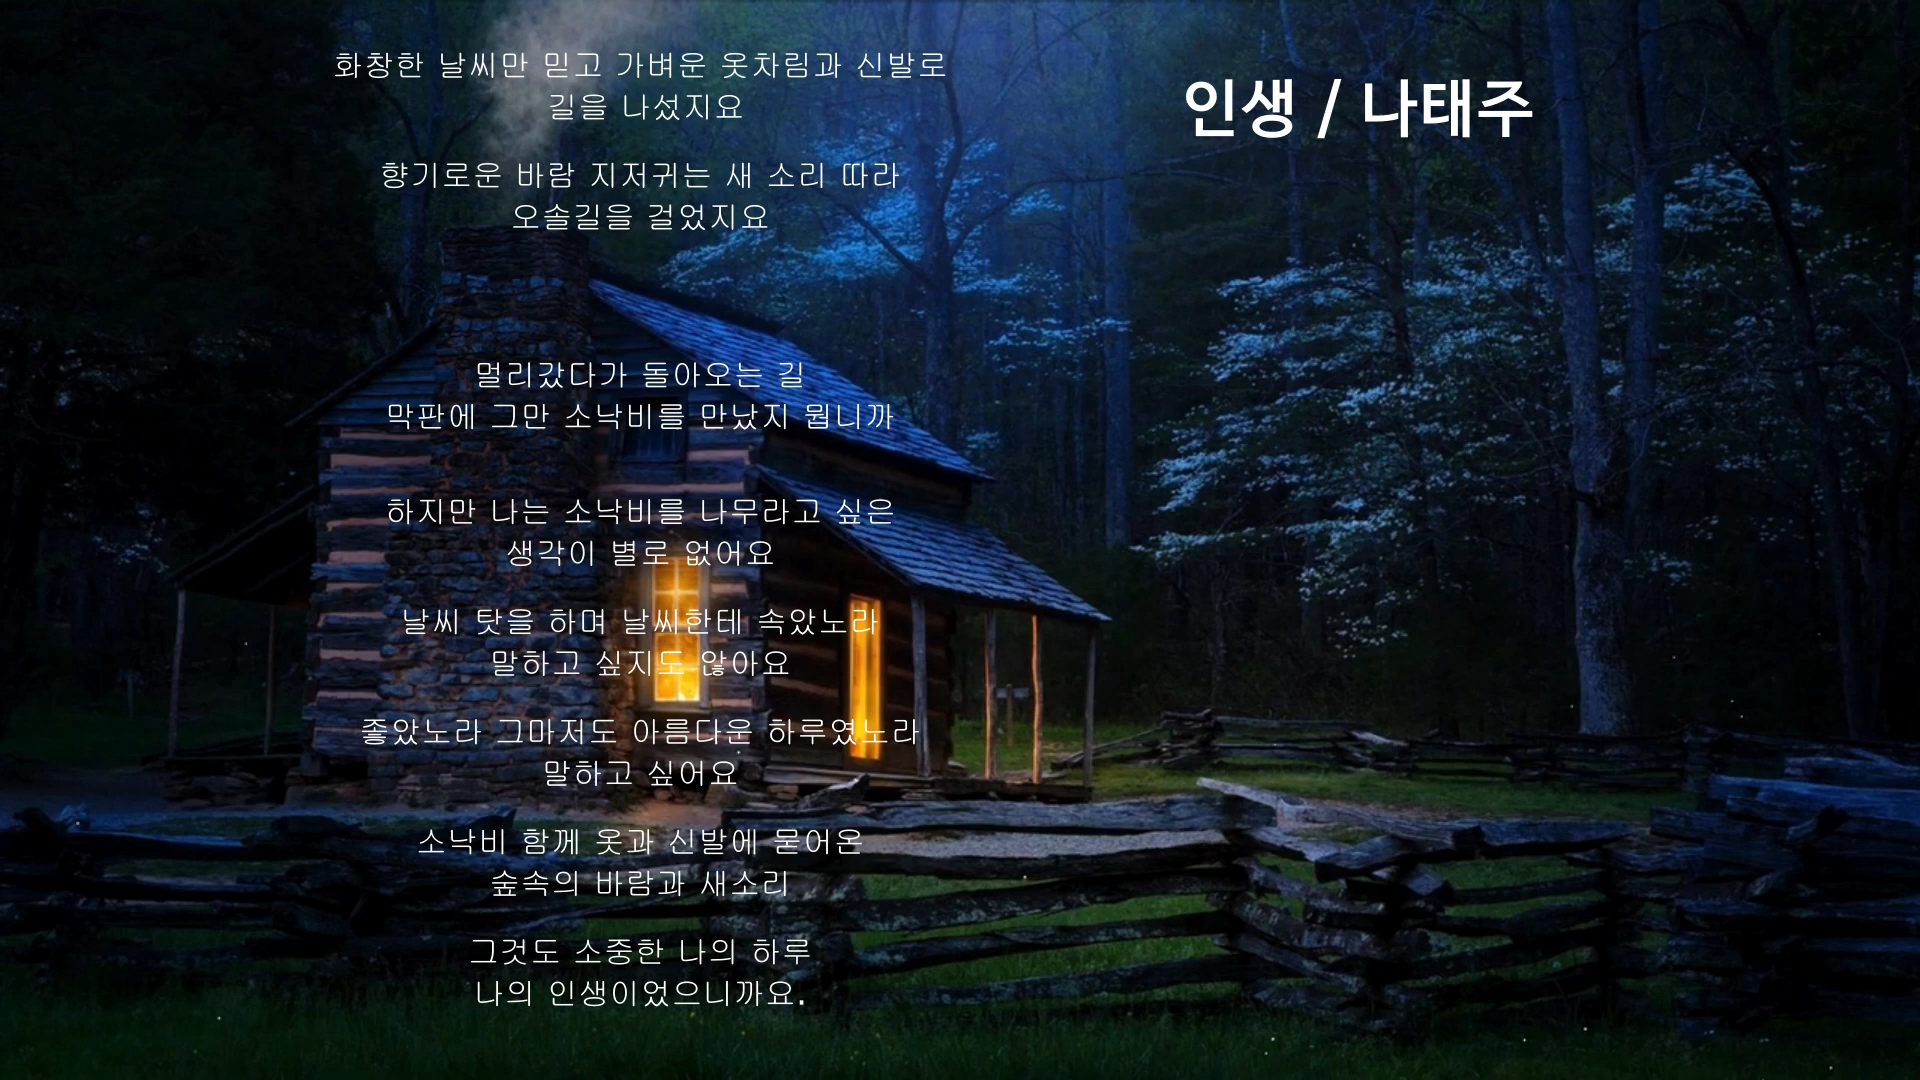 인생 / 나태주
화창한 날씨만 믿고 가벼운 옷차림과 신발로
길을 나섰지요
향기로운 바람 지저귀는 새 소리 따라
오솔길을 걸었지요
멀리갔다가 돌아오는 길
막판에 그만 소낙비를 만났지 뭡니까
하지만 나는 소낙비를 나무라고 싶은
생각이 별로 없어요
날씨 탓을 하며 날씨한테 속았노라
말하고 싶지도 않아요
좋았노라 그마저도 아름다운 하루였노라
말하고 싶어요
소낙비 함께 옷과 신발에 묻어온
숲속의 바람과 새소리
그것도 소중한 나의 하루
나의 인생이었으니까요.